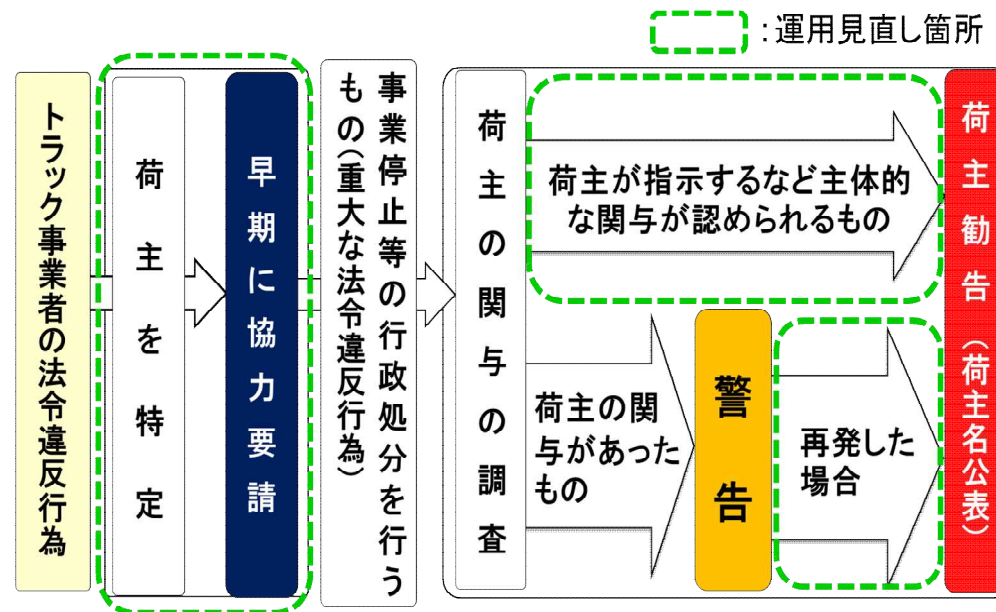 ：運用見直し箇所
トラック事業者の法令違反行為
荷主を特定
早期に協力要請
事業停止等の行政処分を行う
もの（重大な法令違反行為）
荷主の関与の調査
荷主が指示するなど主体的
な関与が認められるもの
荷主の関
与があった
もの
警告
再発した
場合
荷主勧告（荷主名公表）